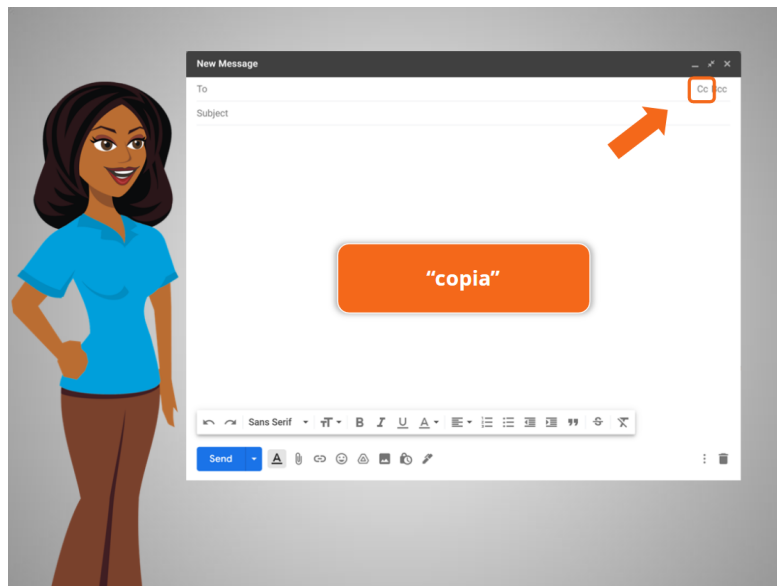 New Message
To Cc Bcc
Subject
“copia”
Sans Serif
Send